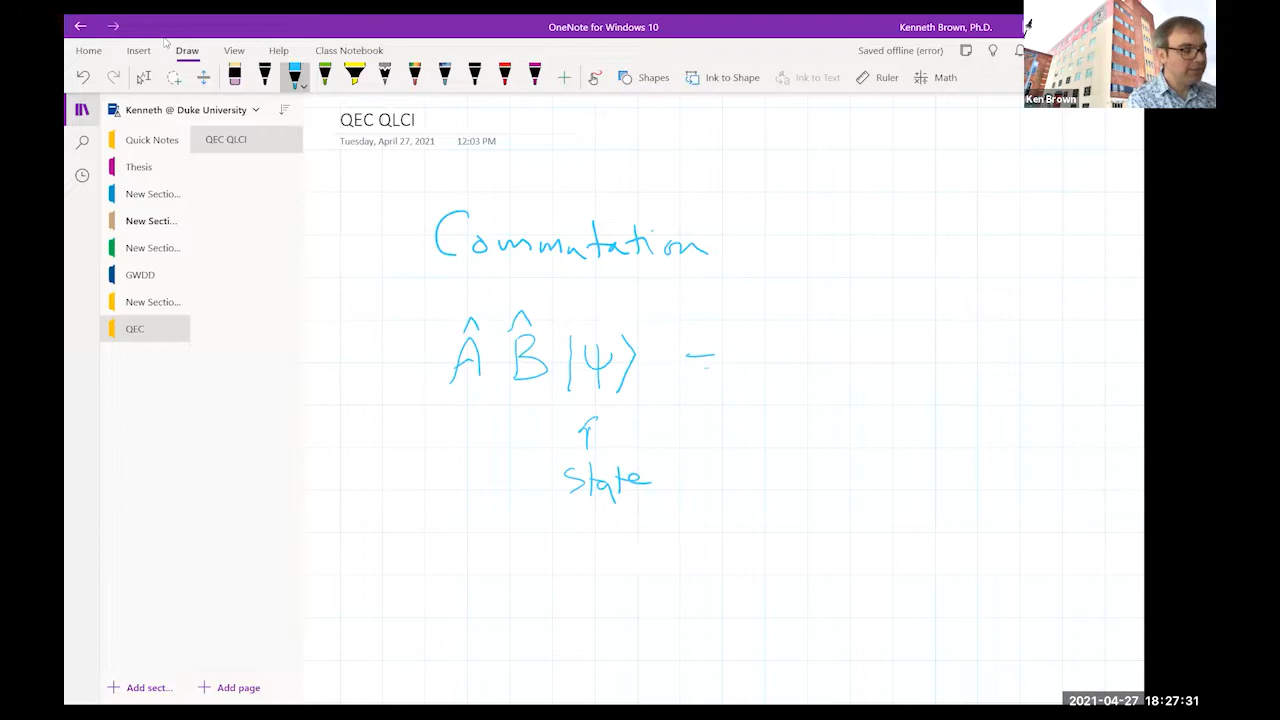 OneNote for Windows 10
Kenneth Brown, Ph.D.
Home Insert Draw View Help Class Notebook
Saved offline (error)
Shapes Ink to Shape Ink to Text Ruler Math
Ken Brown
Kenneth @ Duke University
Quick Notes
Thesis
New Sectio...
New Secti...
New Sectio...
GWDD
New Sectio...
QEC
QEC QLCI
QEC QLCI
Tuesday, April 27, 2021 12:03 PM
Commutation
Â B̂ |ψ⟩ =
↑
State
+ Add sect... + Add page
2021-04-27 18:27:31